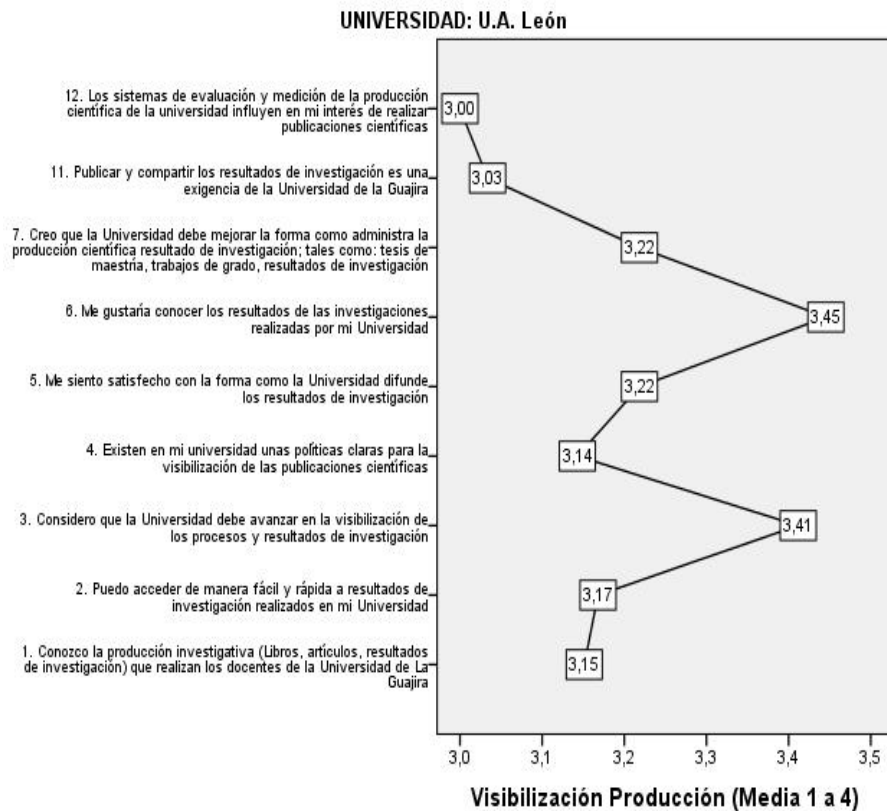 UNIVERSIDAD: U.A. León
12. Los sistemas de evaluación y medición de la producción
científica de la universidad influyen en mi interés de realizar
publicaciones científicas
3,00
11. Publicar y compartir los resultados de investigación es una
exigencia de la Universidad de la Guajira
3,03
7. Creo que la Universidad debe mejorar la forma como administra la
producción científica resultado de investigación; tales como: tesis de
maestría, trabajos de grado, resultados de investigación
3,22
6. Me gustaría conocer los resultados de las investigaciones
realizadas por mi Universidad
3,45
5. Me siento satisfecho con la forma como la Universidad difunde
los resultados de investigación
3,22
4. Existen en mi universidad unas políticas claras para la
visibilización de las publicaciones científicas
3,14
3. Considero que la Universidad debe avanzar en la visibilización de
los procesos y resultados de investigación
3,41
2. Puedo acceder de manera fácil y rápida a resultados de
investigación realizados en mi Universidad
3,17
1. Conozco la producción investigativa (Libros, artículos, resultados
de investigación) que realizan los docentes de la Universidad de La
Guajira
3,15
3,0 3,1 3,2 3,3 3,4 3,5
Visibilización Producción (Media 1 a 4)